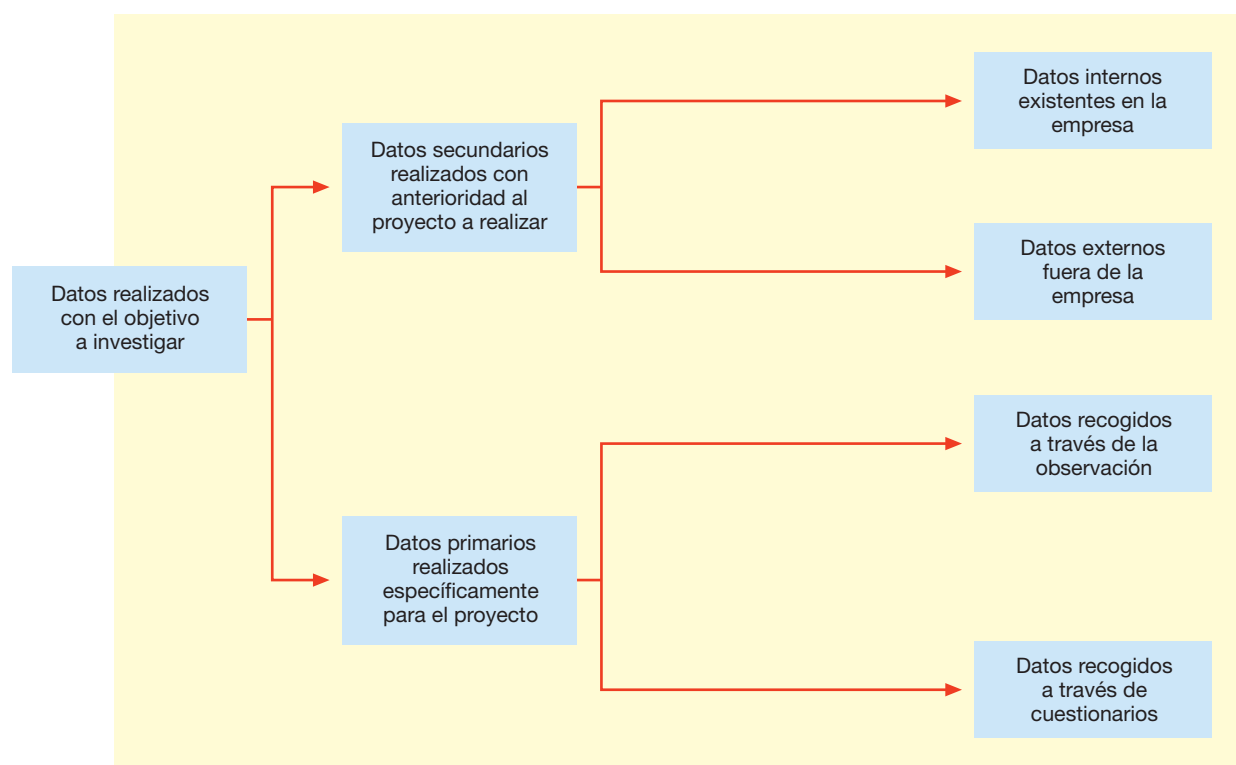 Datos realizados
con el objetivo
a investigar
Datos secundarios
realizados con
anterioridad al
proyecto a realizar
Datos internos
existentes en la
empresa
Datos externos
fuera de la
empresa
Datos primarios
realizados
específicamente
para el proyecto
Datos recogidos
a través de la
observación
Datos recogidos
a través de
cuestionarios